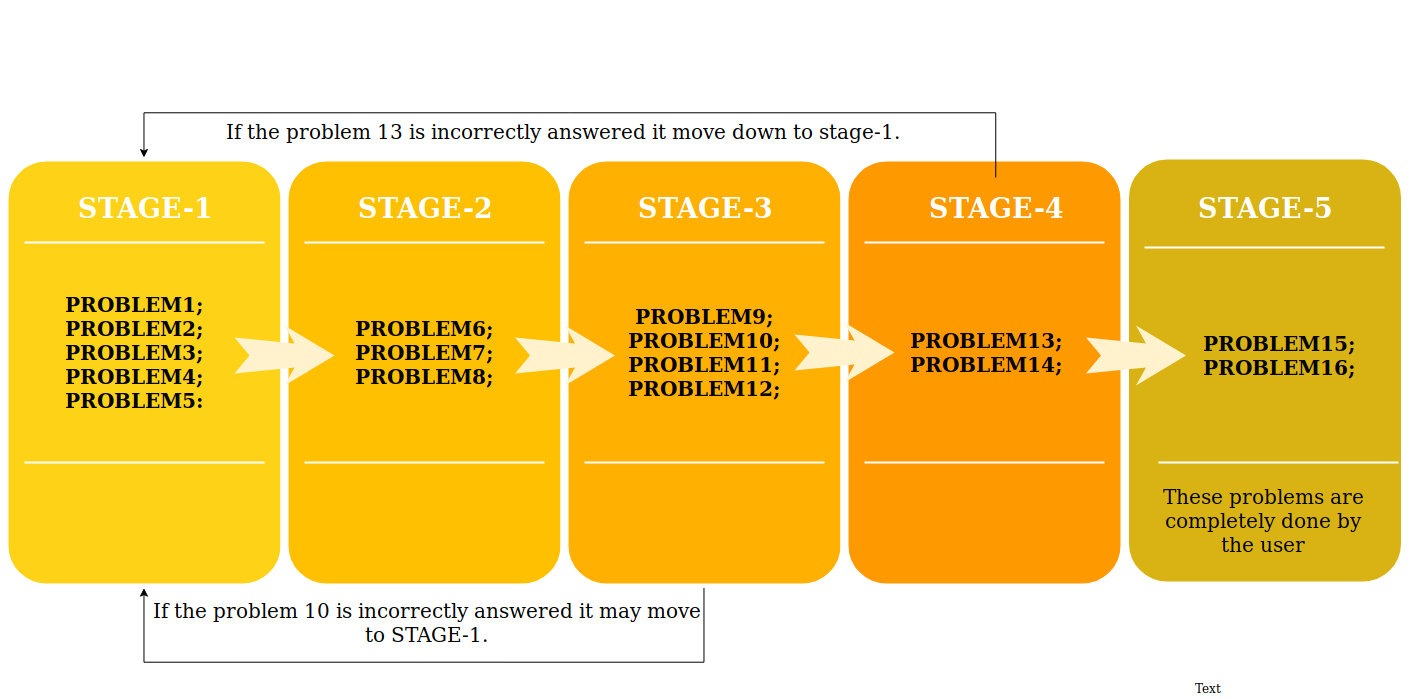 If the problem 13 is incorrectly answered it move down to stage-1.
STAGE-1
PROBLEM1;
PROBLEM2;
PROBLEM3;
PROBLEM4;
PROBLEM5:
STAGE-2
PROBLEM6;
PROBLEM7;
PROBLEM8;
STAGE-3
PROBLEM9;
PROBLEM10;
PROBLEM11;
PROBLEM12;
STAGE-4
PROBLEM13;
PROBLEM14;
STAGE-5
PROBLEM15;
PROBLEM16;
These problems are
completely done by
the user
If the problem 10 is incorrectly answered it may move
to STAGE-1.
Text